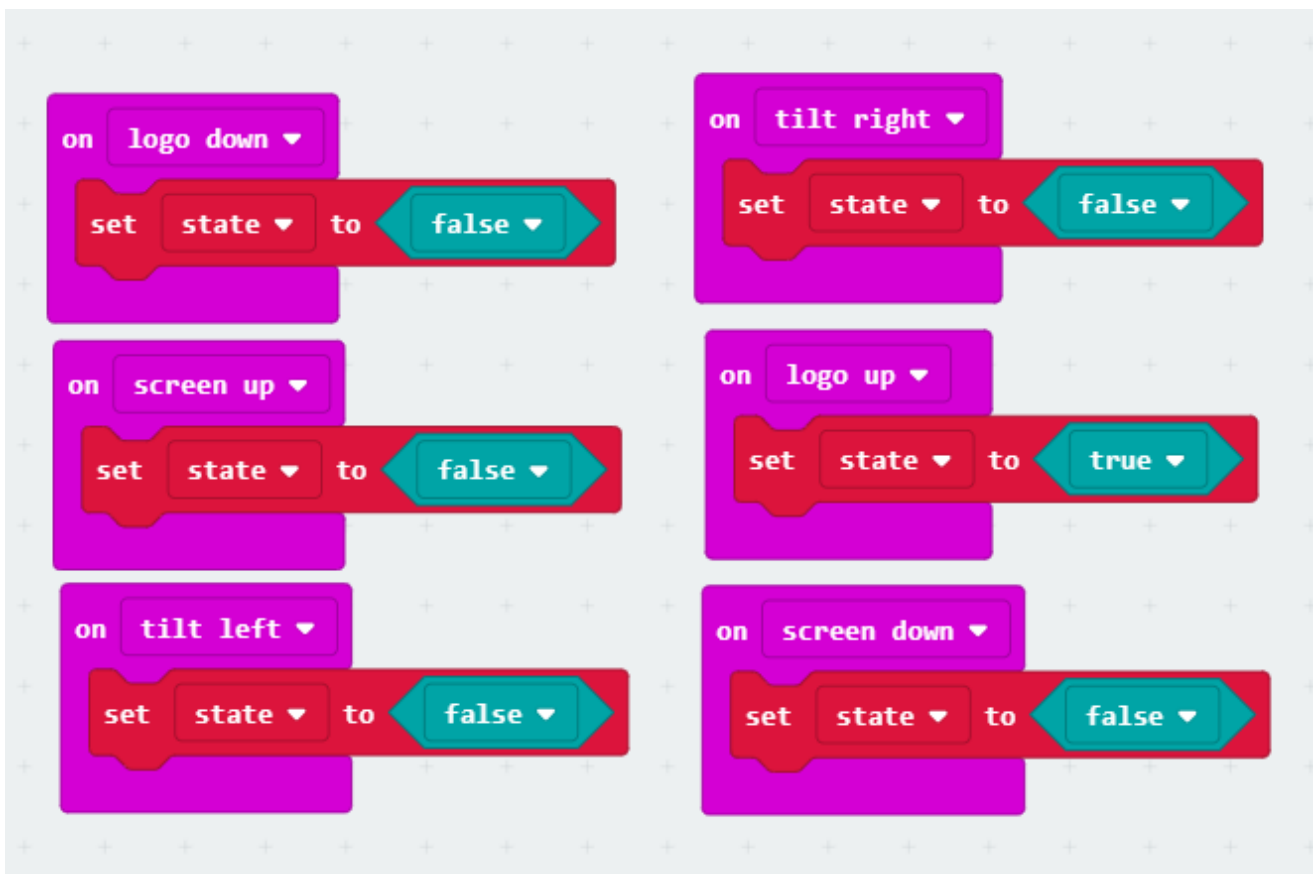 on logo down
set state to false
on screen up
set state to false
on tilt left
set state to false
on tilt right
set state to false
on logo up
set state to true
on screen down
set state to false